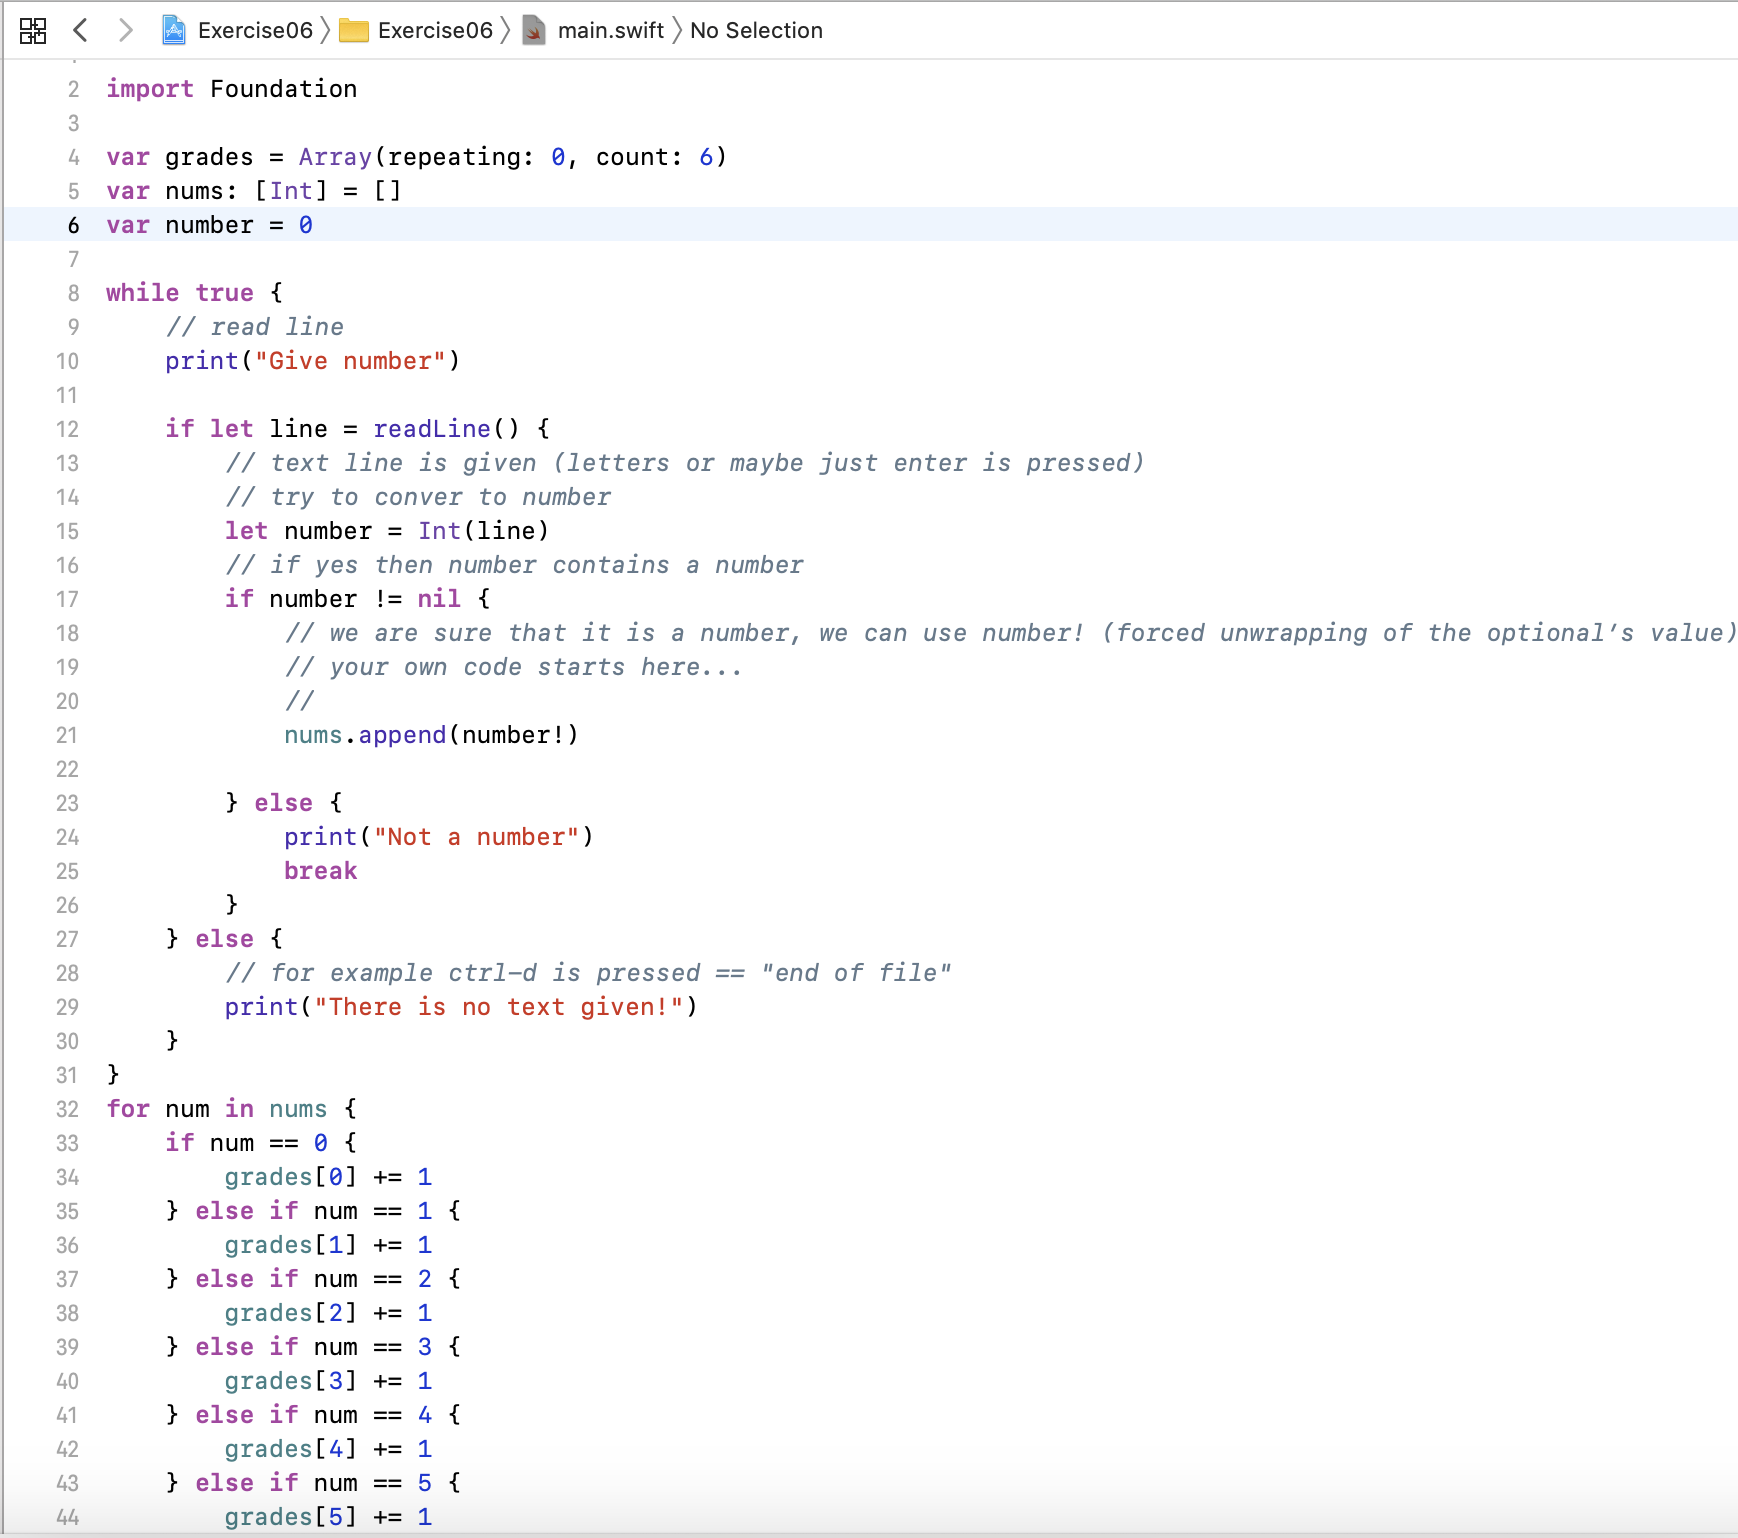 Exercise06 〉 Exercise06 〉 main.swift 〉 No Selection
2 import Foundation
3
4 var grades = Array(repeating: 0, count: 6)
5 var nums: [Int] = []
6 var number = 0
7
8 while true {
9     // read line
10     print("Give number")
11
12     if let line = readLine() {
13         // text line is given (letters or maybe just enter is pressed)
14         // try to conver to number
15         let number = Int(line)
16         // if yes then number contains a number
17         if number != nil {
18             // we are sure that it is a number, we can use number! (forced unwrapping of the optional’s value)
19             // your own code starts here...
20             //
21             nums.append(number!)
22
23         } else {
24             print("Not a number")
25             break
26         }
27     } else {
28         // for example ctrl-d is pressed == "end of file"
29         print("There is no text given!")
30     }
31 }
32 for num in nums {
33     if num == 0 {
34         grades[0] += 1
35     } else if num == 1 {
36         grades[1] += 1
37     } else if num == 2 {
38         grades[2] += 1
39     } else if num == 3 {
40         grades[3] += 1
41     } else if num == 4 {
42         grades[4] += 1
43     } else if num == 5 {
44         grades[5] += 1